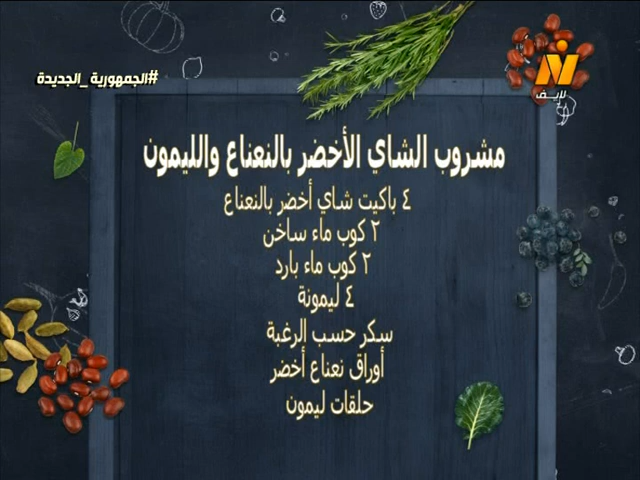 #الجمهورية_الجديدة
لايف
مشروب الشاي الأخضر بالنعناع والليمون
٤ باكيت شاي أخضر بالنعناع
٢ كوب ماء ساخن
٢ كوب ماء بارد
٤ ليمونة
سكر حسب الرغبة
أوراق نعناع أخضر
حلقات ليمون